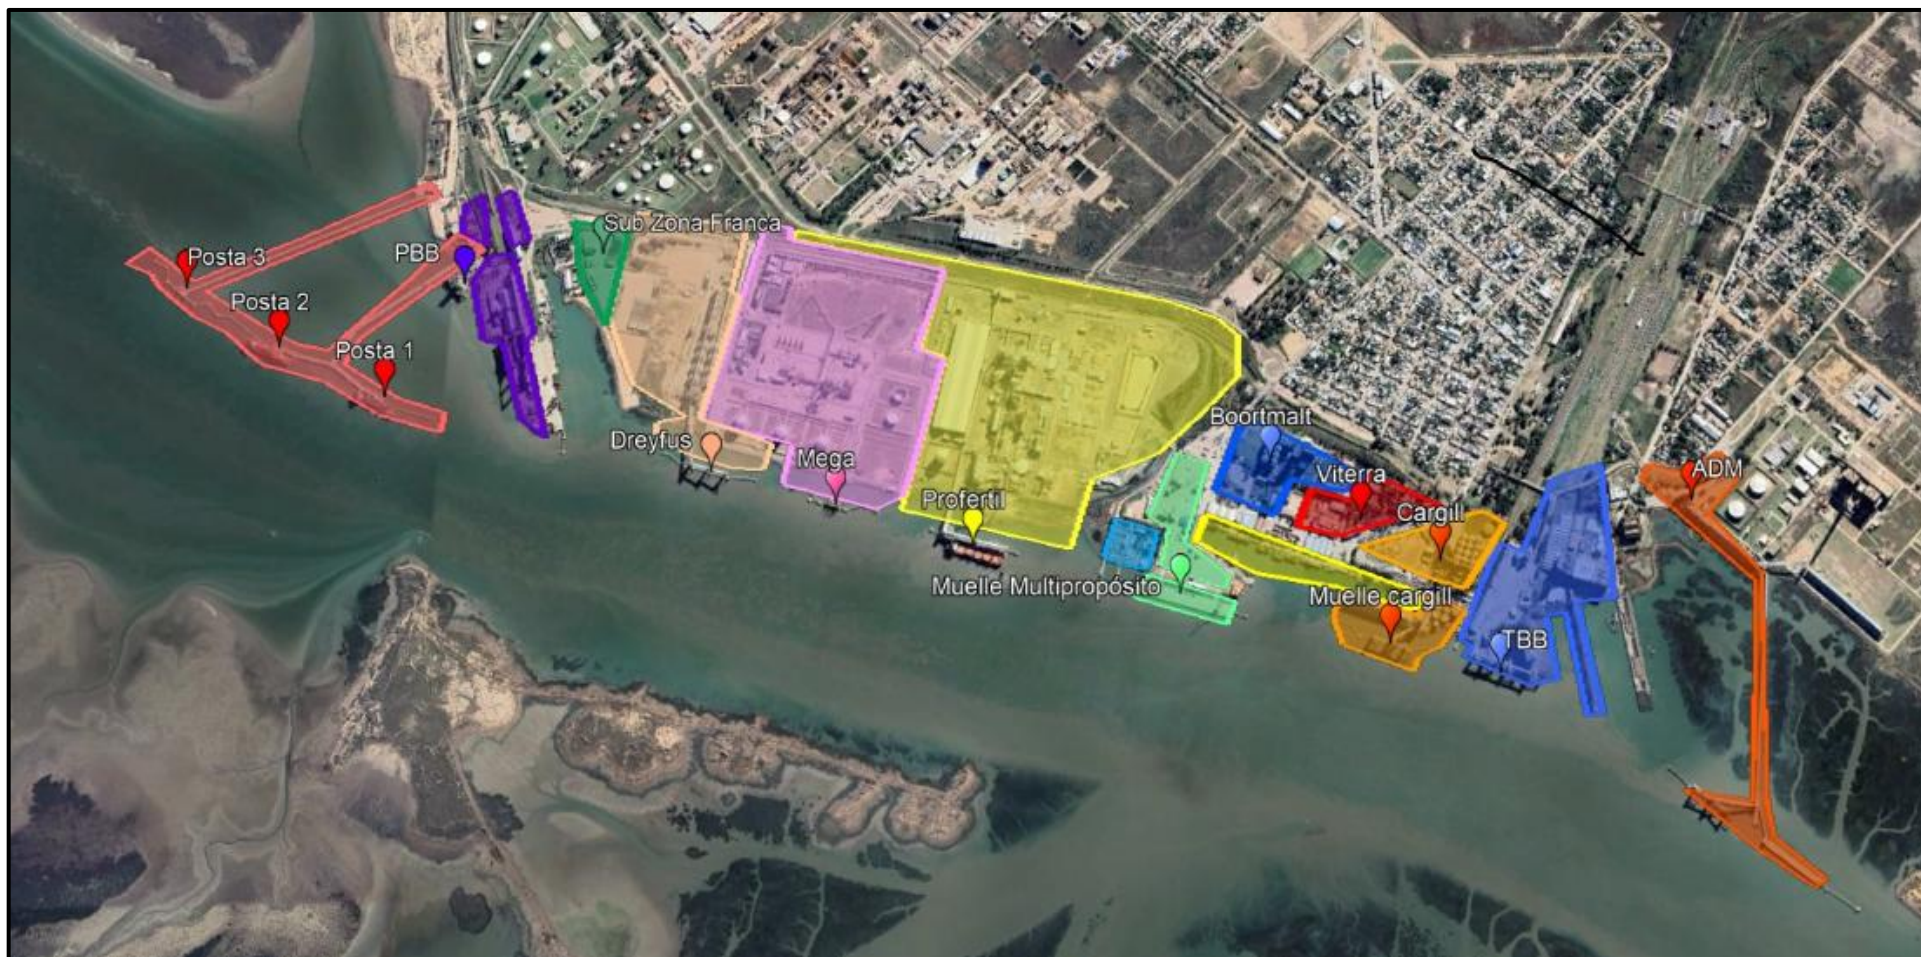 Sub Zona Franca
PBB
Posta 3
Posta 2
Posta 1
Boortmalt
Dreyfus
Mega
Viterra
ADM
Profertil
Cargill
Muelle Multipropósito
Muelle cargill
TBB